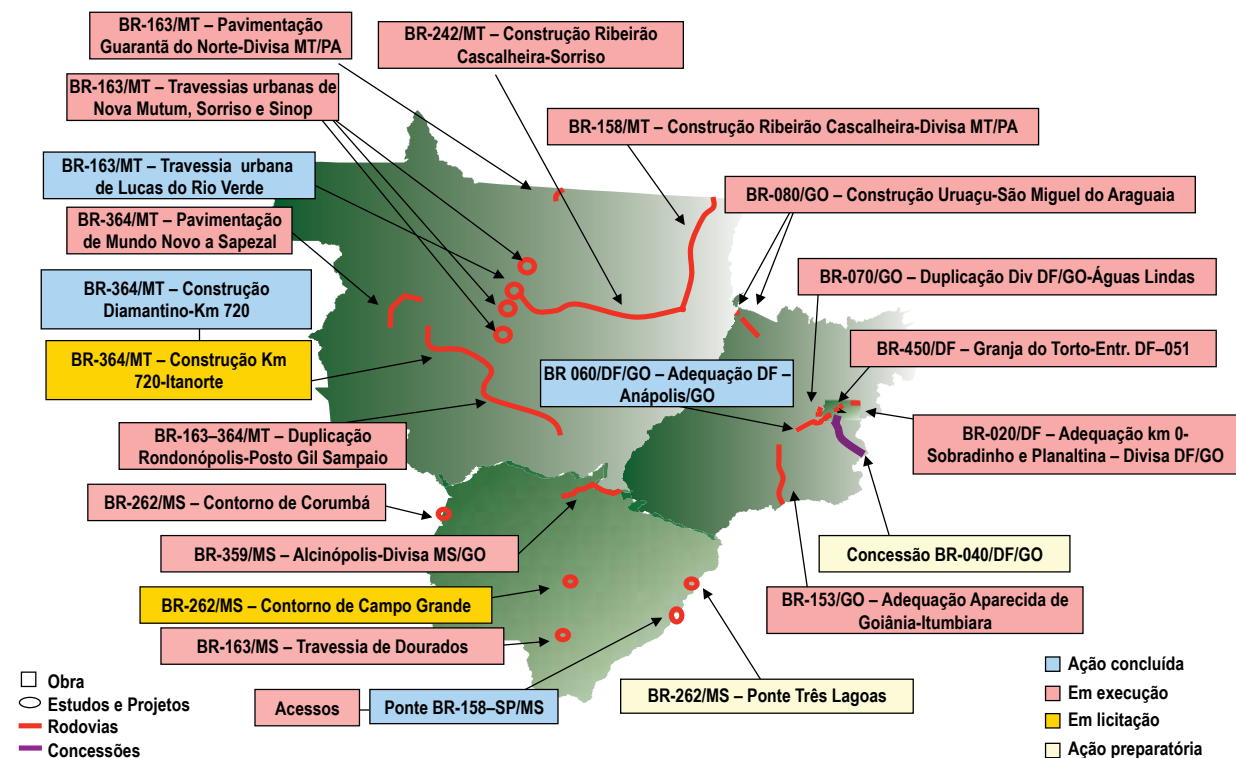 BR-163/MT – Pavimentação
Guarantã do Norte-Divisa MT/PA
BR-242/MT – Construção Ribeirão
Cascalheira-Sorriso
BR-163/MT – Travessias urbanas de
Nova Mutum, Sorriso e Sinop
BR-158/MT – Construção Ribeirão Cascalheira-Divisa MT/PA
BR-163/MT – Travessia urbana
de Lucas do Rio Verde
BR-080/GO – Construção Uruaçu-São Miguel do Araguaia
BR-364/MT – Pavimentação
de Mundo Novo a Sapezal
BR-070/GO – Duplicação Div DF/GO-Águas Lindas
BR-364/MT – Construção
Diamantino-Km 720
BR-450/DF – Granja do Torto-Entr. DF–051
BR-364/MT – Construção Km
720-Itanorte
BR 060/DF/GO – Adequação DF –
Anápolis/GO
BR-163–364/MT – Duplicação
Rondonópolis-Posto Gil Sampaio
BR-020/DF – Adequação km 0-
Sobradinho e Planaltina – Divisa DF/GO
BR-262/MS – Contorno de Corumbá
BR-359/MS – Alcinópolis-Divisa MS/GO
Concessão BR-040/DF/GO
BR-262/MS – Contorno de Campo Grande
BR-153/GO – Adequação Aparecida de
Goiânia-Itumbiara
BR-163/MS – Travessia de Dourados
BR-262/MS – Ponte Três Lagoas
Acessos
Ponte BR-158–SP/MS
Obra
Estudos e Projetos
Rodovias
Concessões
Ação concluída
Em execução
Em licitação
Ação preparatória